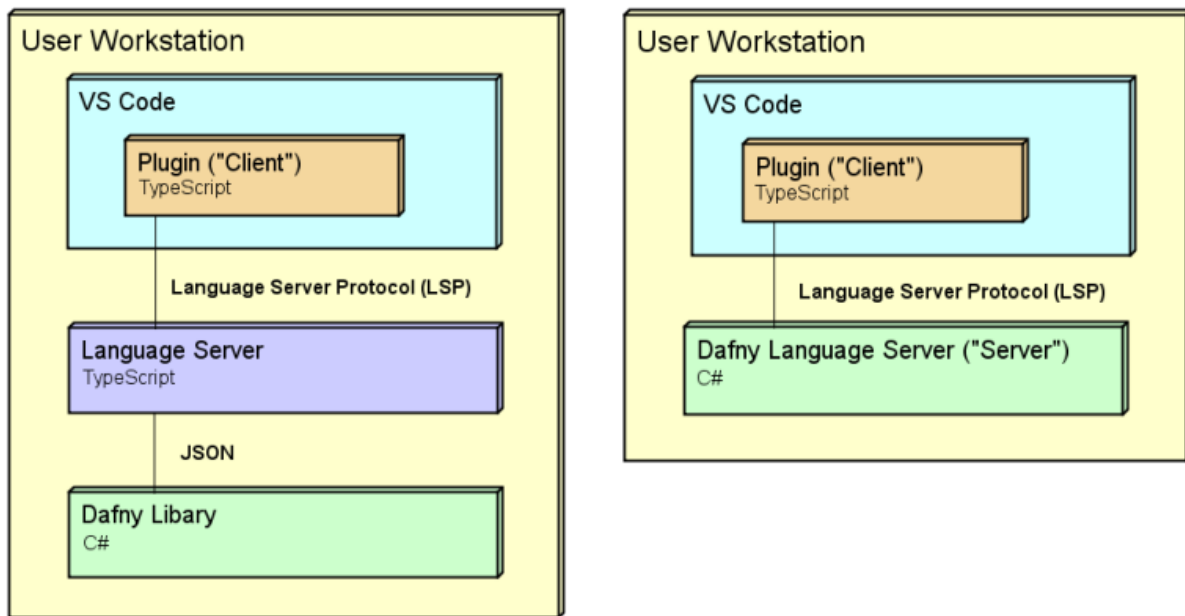 User Workstation
VS Code
Plugin ("Client")
TypeScript
Language Server Protocol (LSP)
Language Server
TypeScript
JSON
Dafny Libary
C#
User Workstation
VS Code
Plugin ("Client")
TypeScript
Language Server Protocol (LSP)
Dafny Language Server ("Server")
C#